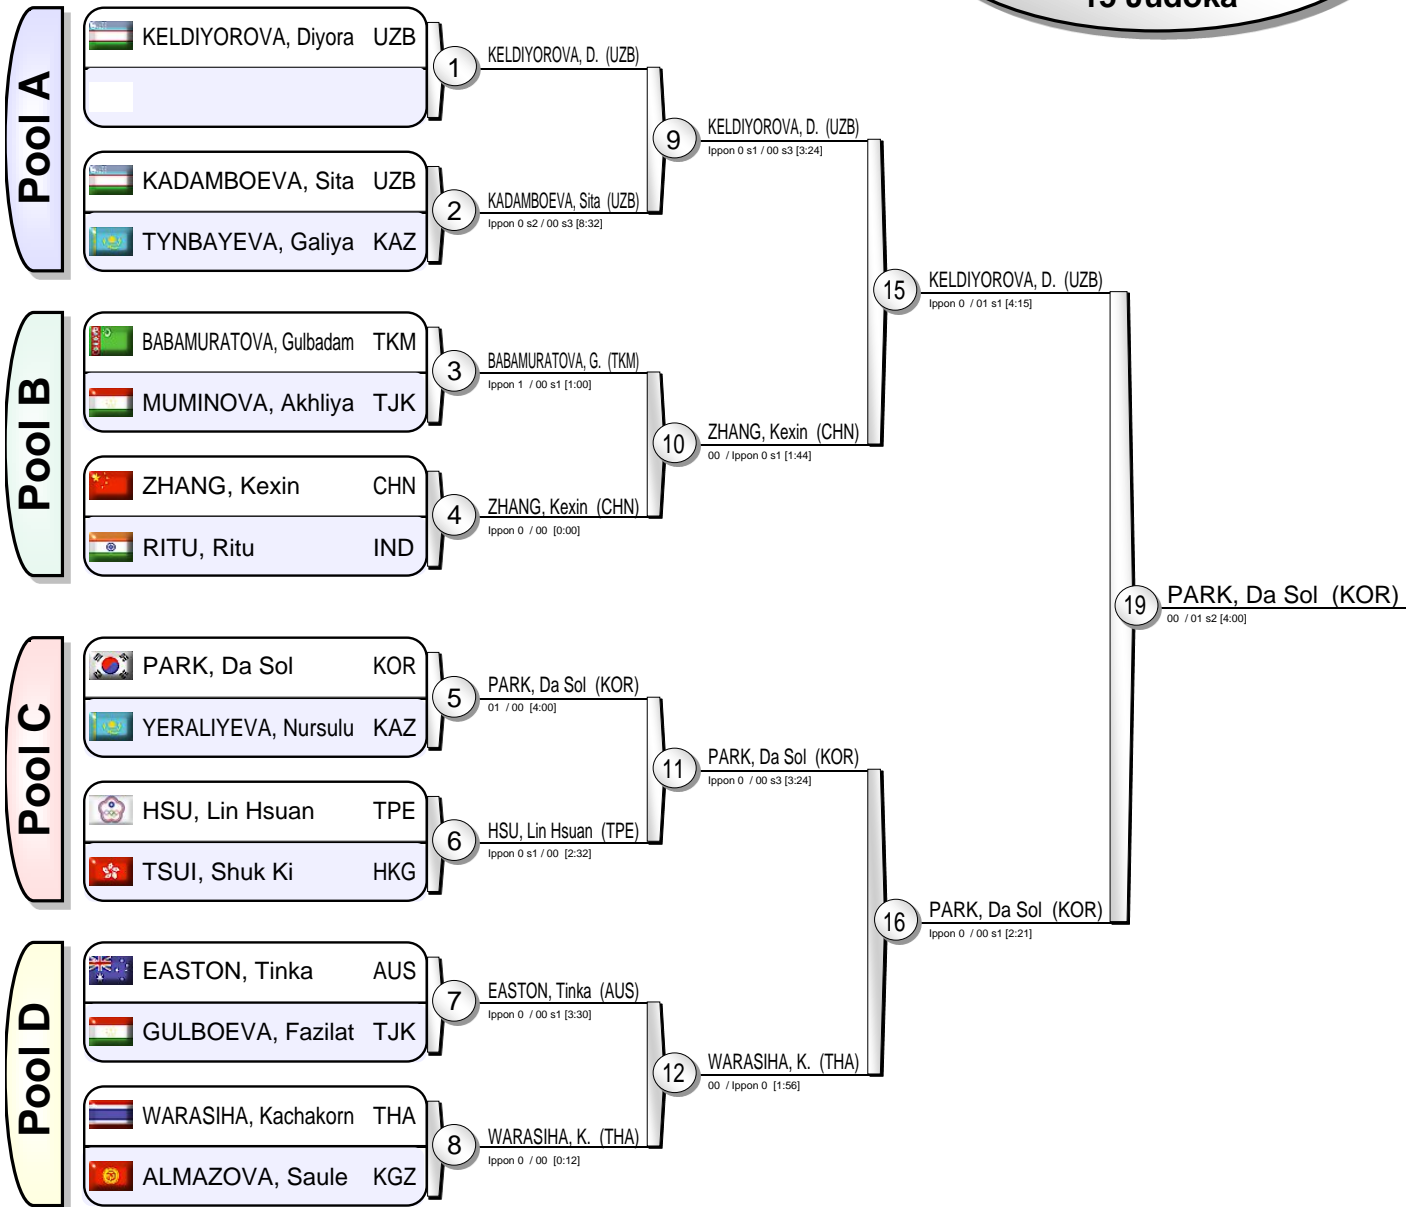 15 Judoka
Pool A
KELDIYOROVA, Diyora UZB
1
KELDIYOROVA, D. (UZB)
KADAMBOEVA, Sita UZB
TYNBAYEVA, Galiya KAZ
2
KADAMBOEVA, Sita (UZB)
Ippon 0 s2 / 00 s3 [8:32]
9
KELDIYOROVA, D. (UZB)
Ippon 0 s1 / 00 s3 [3:24]
Pool B
BABAMURATOVA, Gulbadam TKM
MUMINOVA, Akhliya TJK
3
BABAMURATOVA, G. (TKM)
Ippon 1 / 00 s1 [1:00]
ZHANG, Kexin CHN
RITU, Ritu IND
4
ZHANG, Kexin (CHN)
Ippon 0 / 00 [0:00]
10
ZHANG, Kexin (CHN)
00 / Ippon 0 s1 [1:44]
15
KELDIYOROVA, D. (UZB)
Ippon 0 / 01 s1 [4:15]
Pool C
PARK, Da Sol KOR
YERALIYEVA, Nursulu KAZ
5
PARK, Da Sol (KOR)
01 / 00 [4:00]
HSU, Lin Hsuan TPE
TSUI, Shuk Ki HKG
6
HSU, Lin Hsuan (TPE)
Ippon 0 s1 / 00 [2:32]
11
PARK, Da Sol (KOR)
Ippon 0 / 00 s3 [3:24]
Pool D
EASTON, Tinka AUS
GULBOEVA, Fazilat TJK
7
EASTON, Tinka (AUS)
Ippon 0 / 00 s1 [3:30]
WARASIHA, Kachakorn THA
ALMAZOVA, Saule KGZ
8
WARASIHA, K. (THA)
Ippon 0 / 00 [0:12]
12
WARASIHA, K. (THA)
00 / Ippon 0 [1:56]
16
PARK, Da Sol (KOR)
Ippon 0 / 00 s1 [2:21]
19
PARK, Da Sol (KOR)
00 / 01 s2 [4:00]